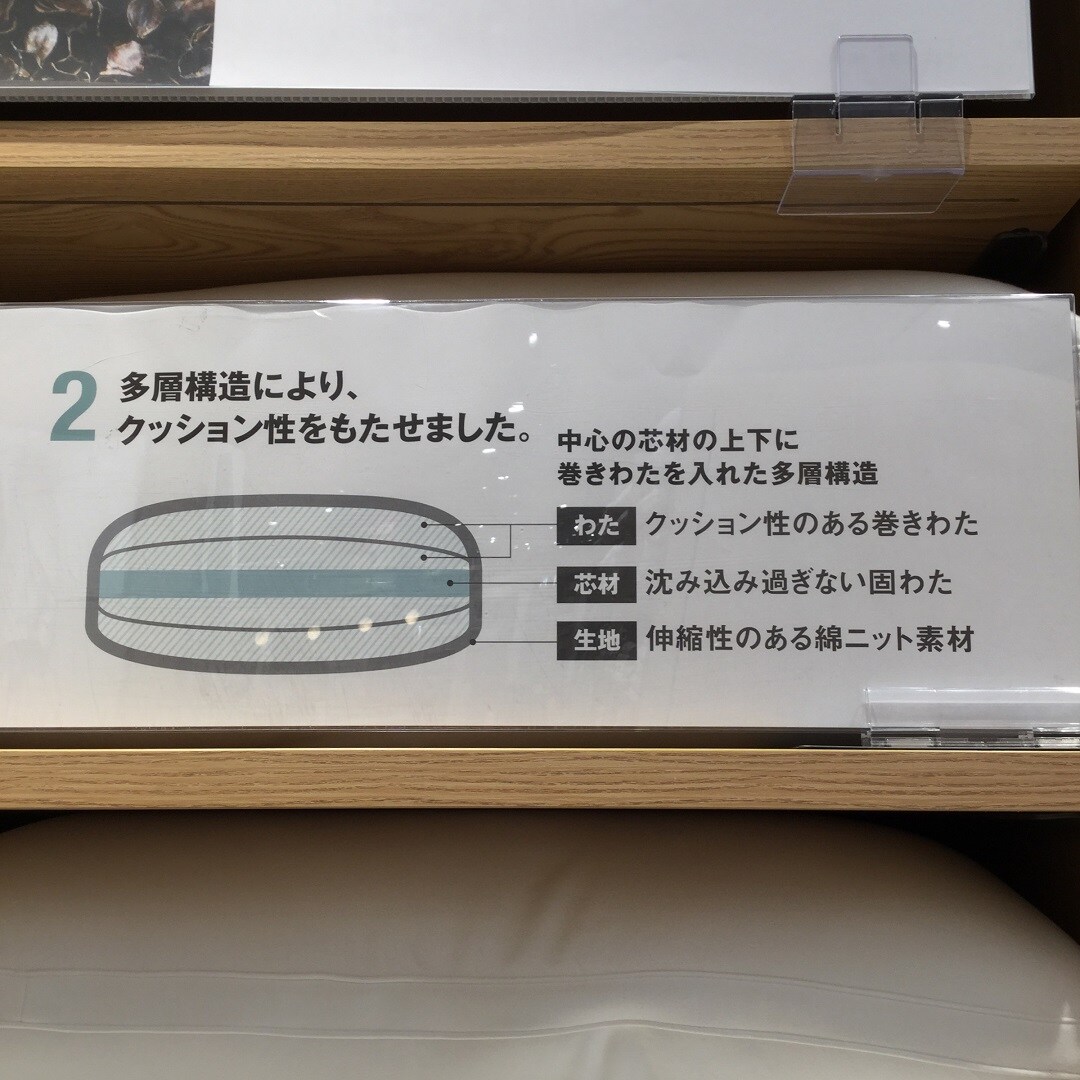 2
多層構造により、
クッション性をもたせました。
中心の芯材の上下に
巻きわたを入れた多層構造
わた クッション性のある巻きわた
芯材 沈み込み過ぎない固わた
生地 伸縮性のある綿ニット素材